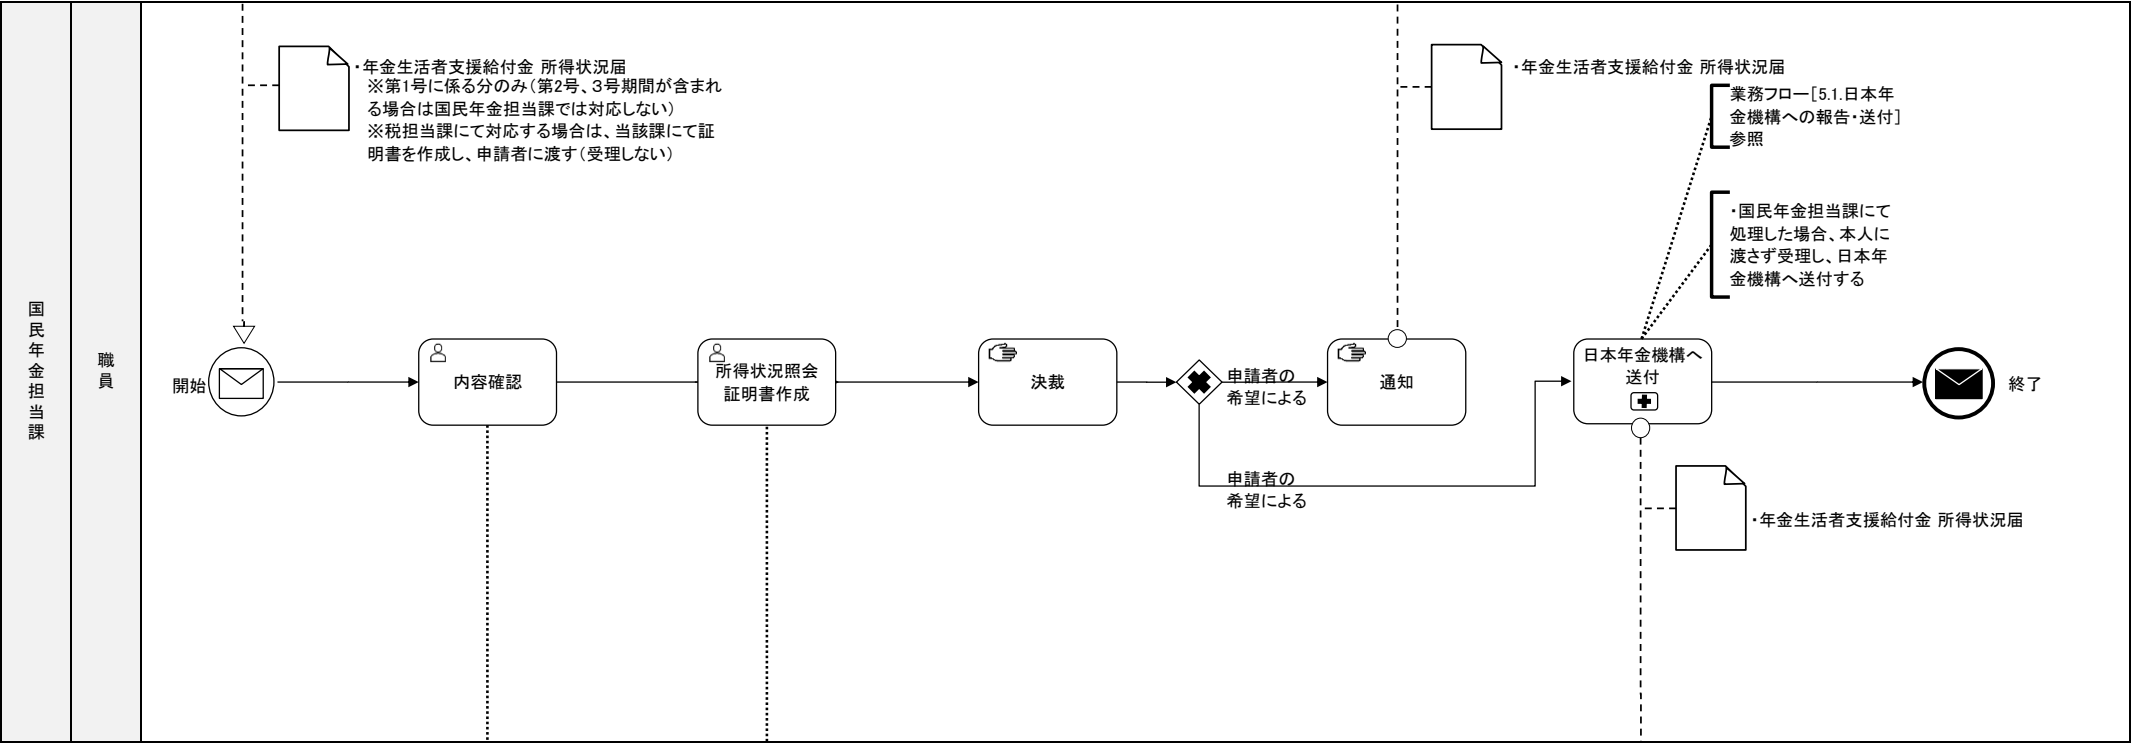 国民年金担当課
職員
・年金生活者支援給付金 所得状況届
※第1号に係る分のみ（第2号、３号期間が含まれ
る場合は国民年金担当課では対応しない）
※税担当課にて対応する場合は、当該課にて証
明書を作成し、申請者に渡す（受理しない）
・年金生活者支援給付金 所得状況届
業務フロー［5.1.日本年
金機構への報告・送付］
参照
・国民年金担当課にて
処理した場合、本人に
渡さず受理し、日本年
金機構へ送付する
開始
内容確認
所得状況照会
証明書作成
決裁
申請者の
希望による
通知
日本年金機構へ
送付
終了
申請者の
希望による
・年金生活者支援給付金 所得状況届